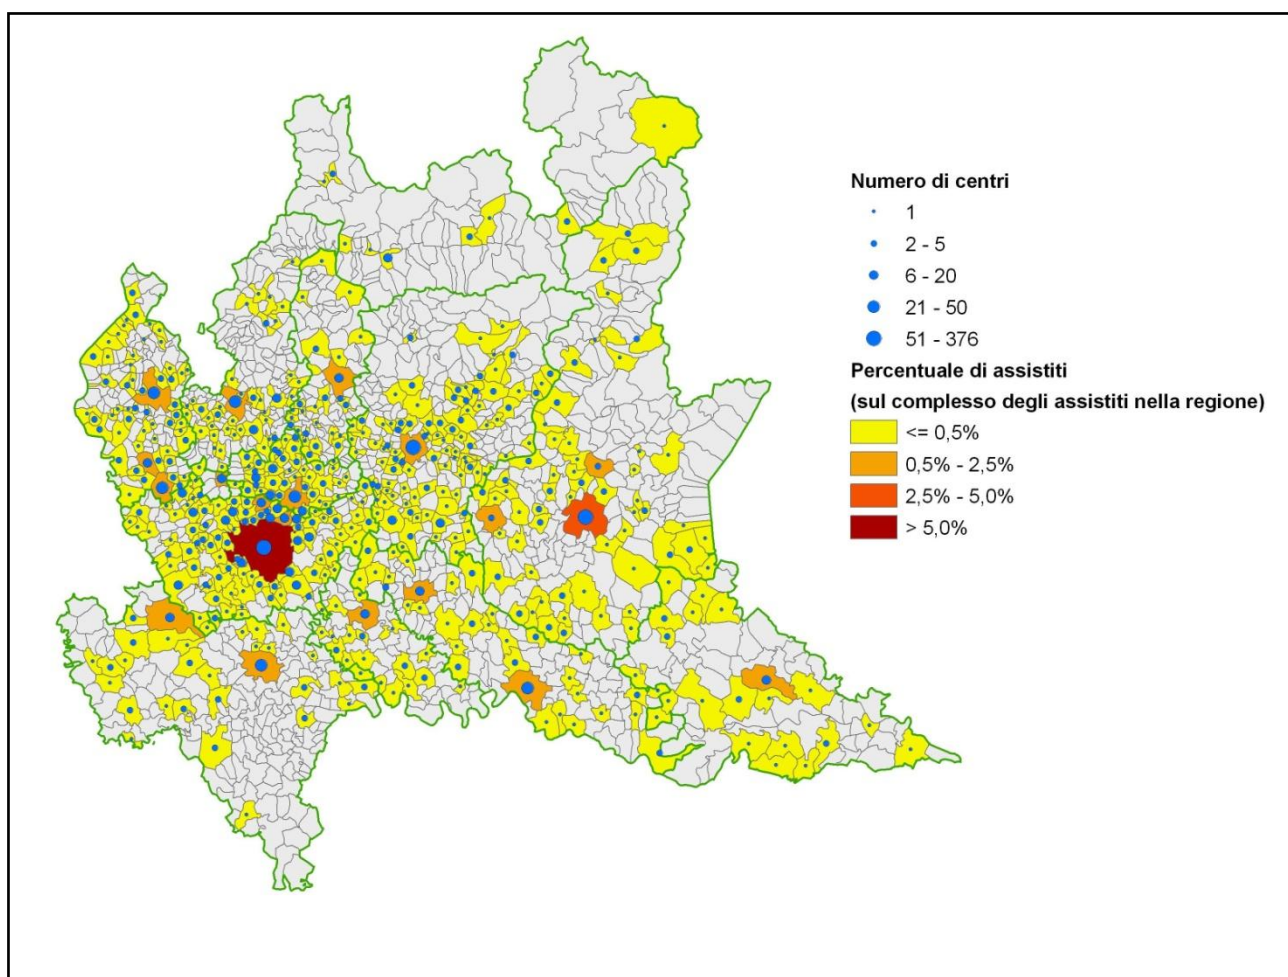 Numero di centri
1
2 - 5
6 - 20
21 - 50
51 - 376
Percentuale di assistiti
(sul complesso degli assistiti nella regione)
<= 0,5%
0,5% - 2,5%
2,5% - 5,0%
> 5,0%